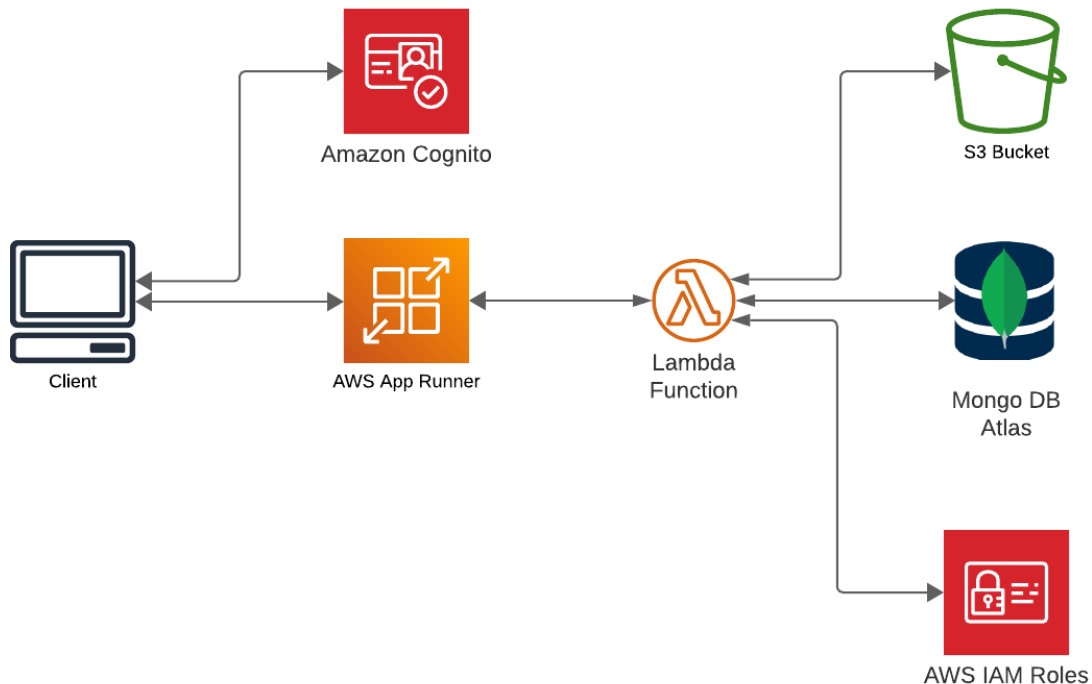 Amazon Cognito
S3 Bucket
Client
AWS App Runner
Lambda
Function
Mongo DB
Atlas
AWS IAM Roles